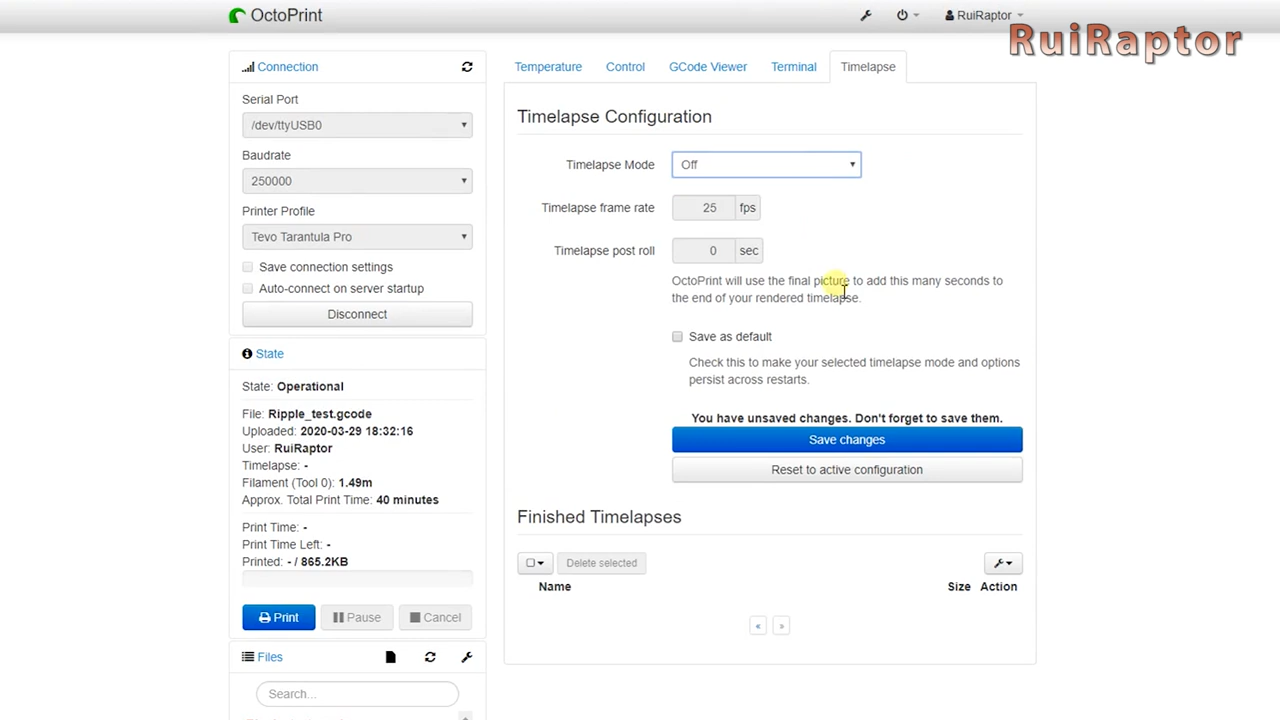 OctoPrint
RuiRaptor
RuiRaptor
Connection
Serial Port
/dev/ttyUSB0
Baudrate
250000
Printer Profile
Tevo Tarantula Pro
Save connection settings
Auto-connect on server startup
Disconnect
State
State: Operational
File: Ripple_test.gcode
Uploaded: 2020-03-29 18:32:16
User: RuiRaptor
Timelapse: -
Filament (Tool 0): 1.49m
Approx. Total Print Time: 40 minutes
Print Time: -
Print Time Left: -
Printed: - / 865.2KB
Print Pause Cancel
Files
Search...
Temperature Control GCode Viewer Terminal Timelapse
Timelapse Configuration
Timelapse Mode Off
Timelapse frame rate 25 fps
Timelapse post roll 0 sec
OctoPrint will use the final picture to add this many seconds to
the end of your rendered timelapse.
Save as default
Check this to make your selected timelapse mode and options
persist across restarts.
You have unsaved changes. Don't forget to save them.
Save changes
Reset to active configuration
Finished Timelapses
Delete selected
Name Size Action
« »